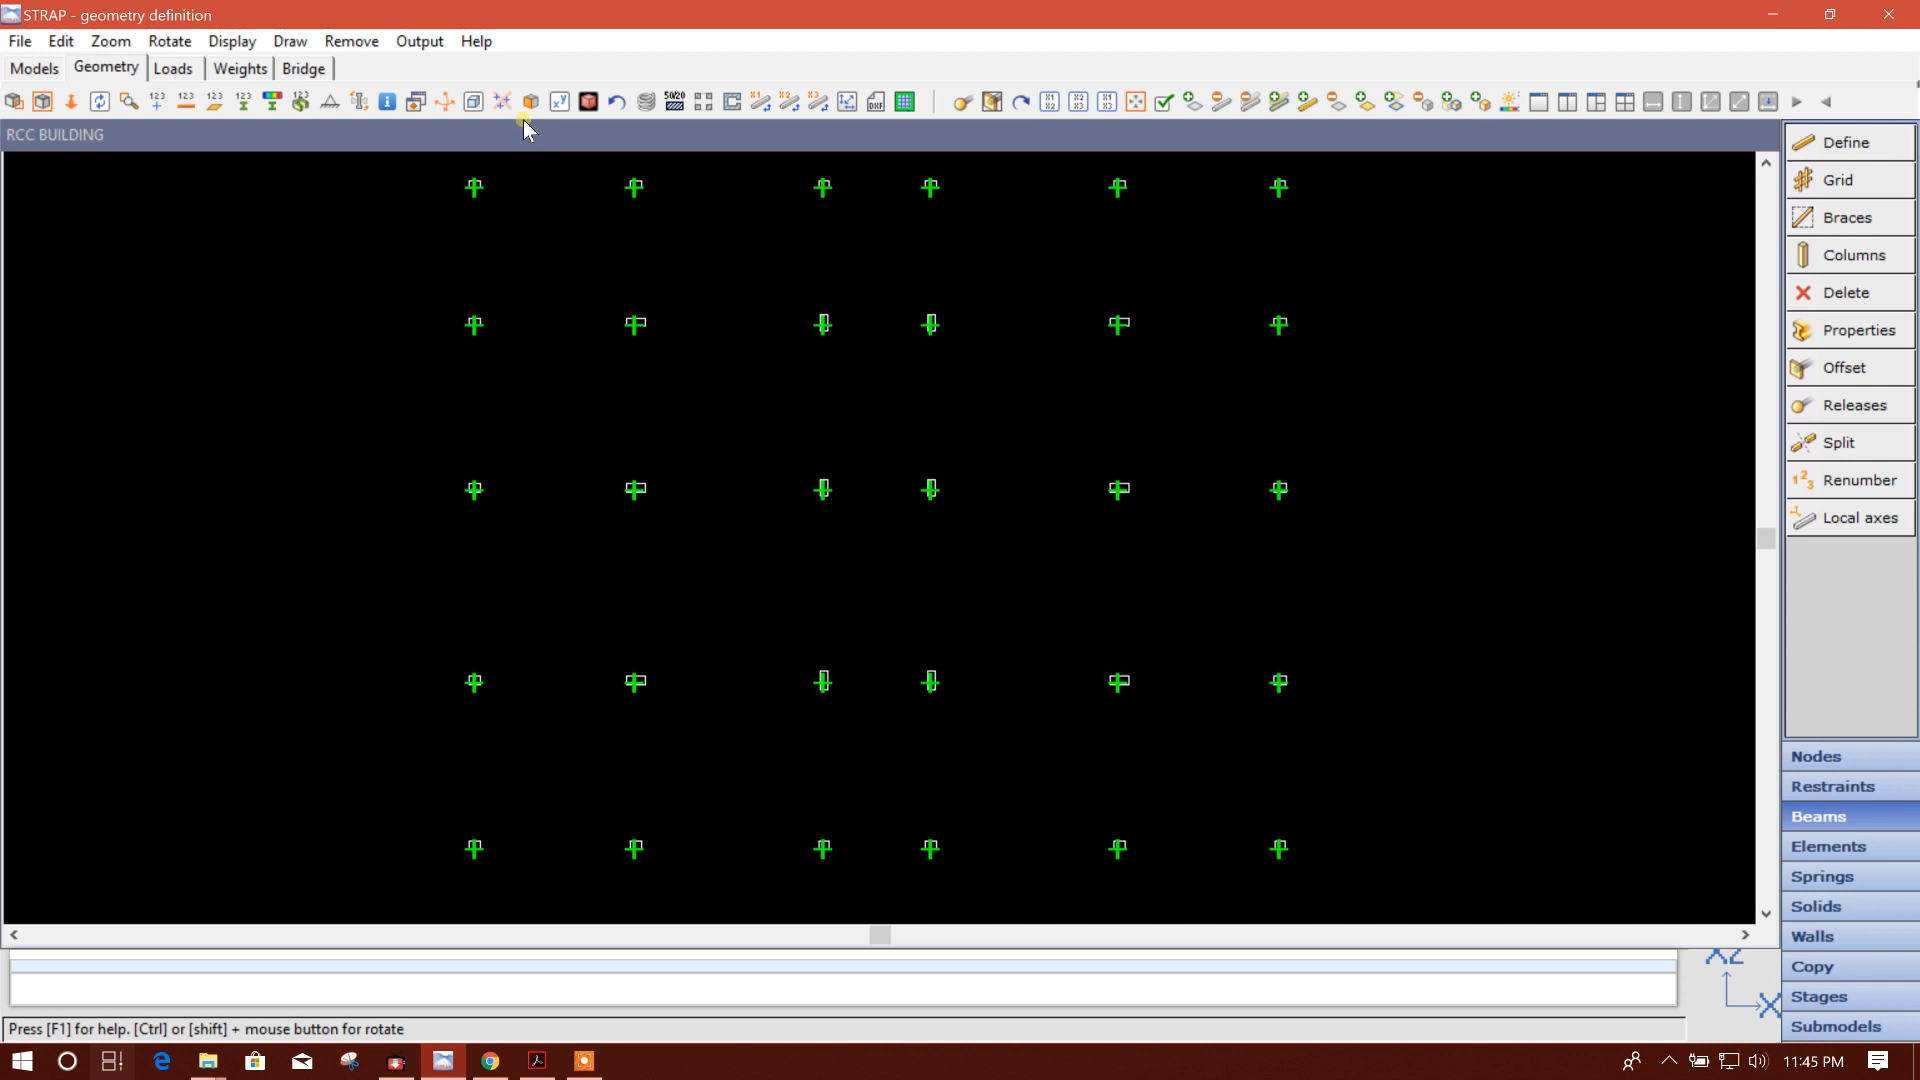 STRAP - geometry definition
File Edit Zoom Rotate Display Draw Remove Output Help
Models Geometry Loads Weights Bridge
RCC BUILDING
Define
Grid
Braces
Columns
Delete
Properties
Offset
Releases
Split
Renumber
Local axes
Nodes
Restraints
Beams
Elements
Springs
Solids
Walls
Copy
Stages
Submodels
X2
X
Press [F1] for help. [Ctrl] or [shift] + mouse button for rotate
11:45 PM